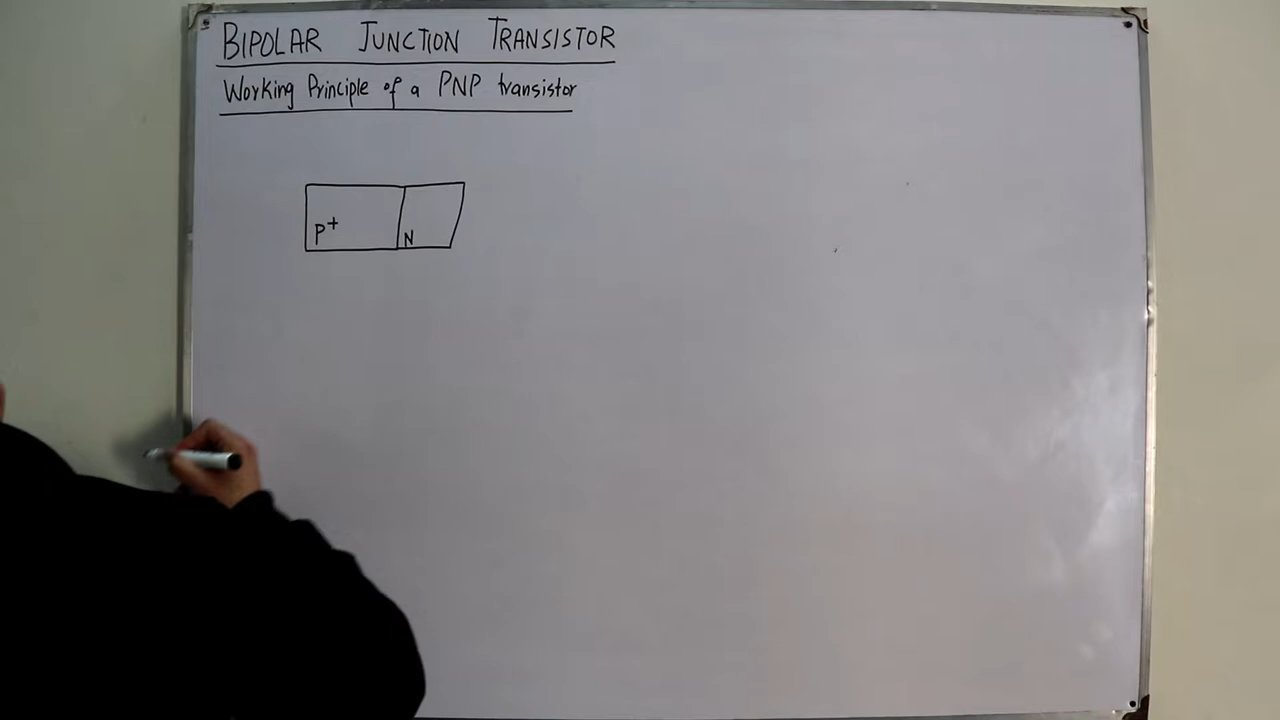 BIPOLAR JUNCTION TRANSISTOR
Working Principle of a PNP transistor
P+
N